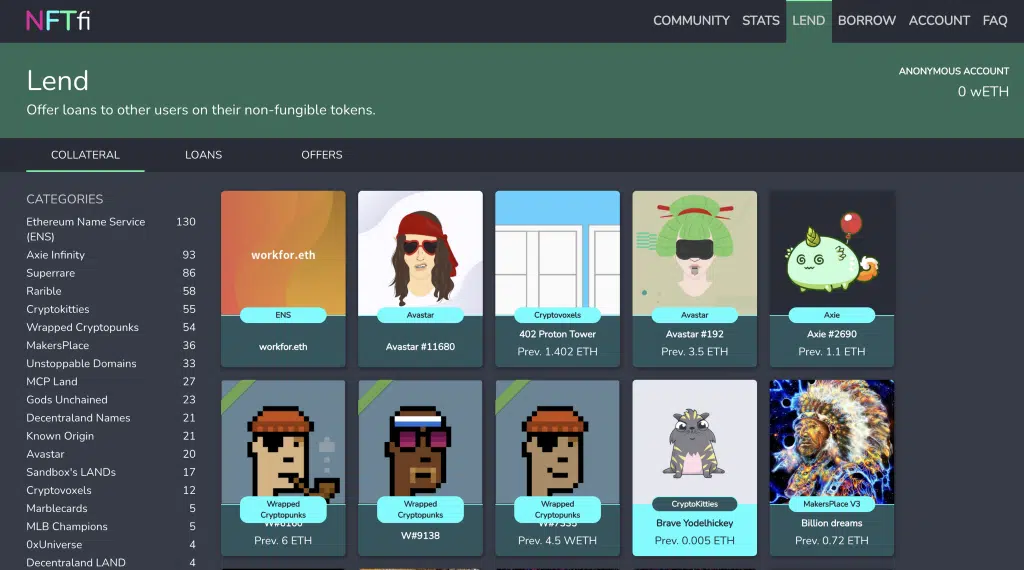 NFTfi
COMMUNITY STATS LEND BORROW ACCOUNT FAQ
Lend
Offer loans to other users on their non-fungible tokens.
ANONYMOUS ACCOUNT
0 wETH
COLLATERAL LOANS OFFERS
CATEGORIES
Ethereum Name Service 130
(ENS)
Axie Infinity 93
Superrare 86
Rarible 58
Cryptokitties 55
Wrapped Cryptopunks 54
MakersPlace 36
Unstoppable Domains 33
MCP Land 27
Gods Unchained 23
Decentraland Names 21
Known Origin 21
Avastar 20
Sandbox's LANDs 17
Cryptovoxels 12
Marblecards 5
MLB Champions 5
0xUniverse 4
Decentraland LAND 4
workfor.eth
ENS
workfor.eth
Avastar
Avastar #11680
Cryptovoxels
402 Proton Tower
Prev. 1.402 ETH
Avastar
Avastar #192
Prev. 3.5 ETH
Axie
Axie #2690
Prev. 1.1 ETH
Wrapped
Cryptopunks
Prev. 6 ETH
Wrapped
Cryptopunks
W#9138
Wrapped
Cryptopunks
Prev. 4.5 WETH
CryptoKitties
Brave Yodelhickey
Prev. 0.005 ETH
MakersPlace V3
Billion dreams
Prev. 0.72 ETH